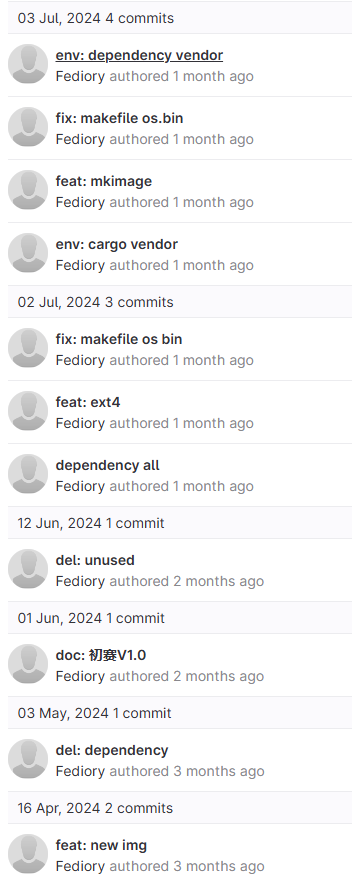 03 Jul, 2024 4 commits
env: dependency vendor
Fediory authored 1 month ago
fix: makefile os.bin
Fediory authored 1 month ago
feat: mkimage
Fediory authored 1 month ago
env: cargo vendor
Fediory authored 1 month ago
02 Jul, 2024 3 commits
fix: makefile os bin
Fediory authored 1 month ago
feat: ext4
Fediory authored 1 month ago
dependency all
Fediory authored 1 month ago
12 Jun, 2024 1 commit
del: unused
Fediory authored 2 months ago
01 Jun, 2024 1 commit
doc: 初赛V1.0
Fediory authored 2 months ago
03 May, 2024 1 commit
del: dependency
Fediory authored 3 months ago
16 Apr, 2024 2 commits
feat: new img
Fediory authored 3 months ago